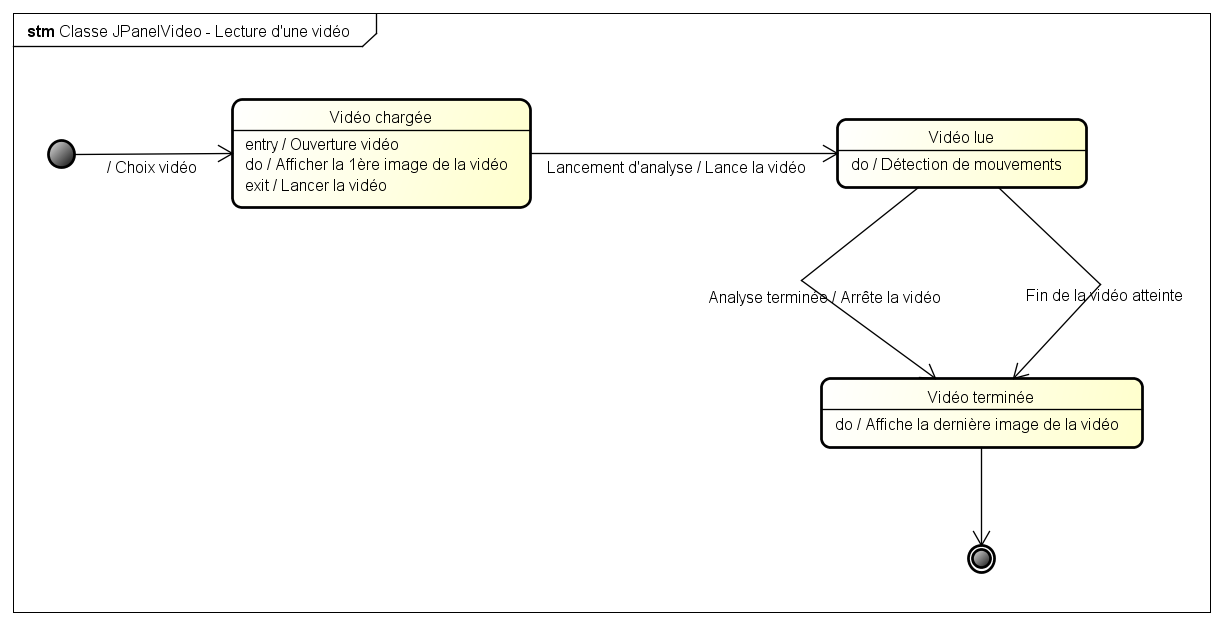 stm Classe JPanelVideo - Lecture d'une vidéo
Vidéo chargée
entry / Ouverture vidéo
do / Afficher la 1ère image de la vidéo
exit / Lancer la vidéo
/ Choix vidéo
Lancement d'analyse / Lance la vidéo
Vidéo lue
do / Détection de mouvements
Analyse terminée / Arrête la vidéo
Fin de la vidéo atteinte
Vidéo terminée
do / Affiche la dernière image de la vidéo